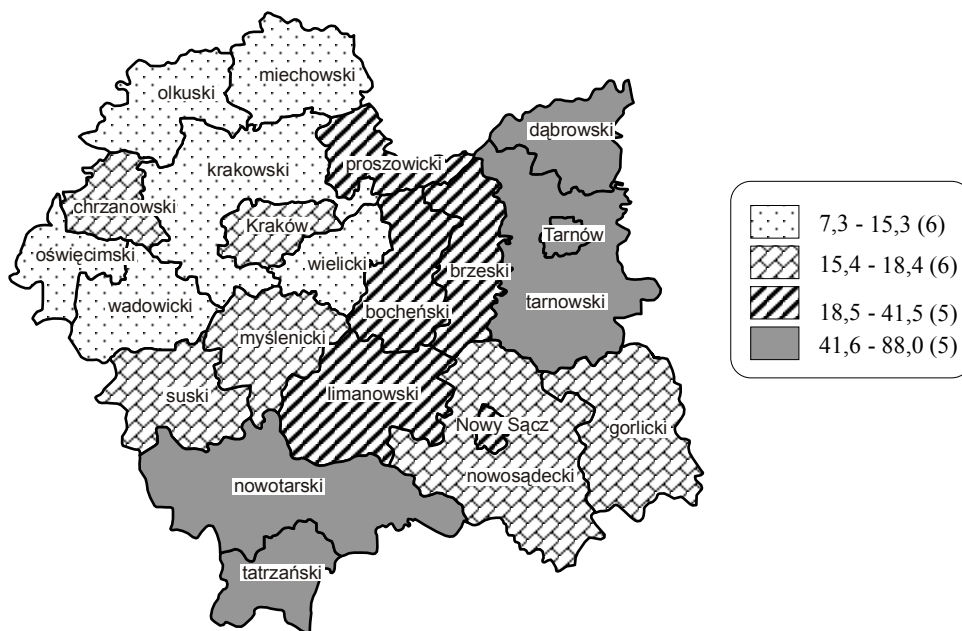 miechowski
olkuski
dąbrowski
proszowicki
krakowski
chrzanowski
Kraków
Tarnów
oświęcimski
wielicki
brzeski
wadowicki
bocheński
tarnowski
myślenicki
suski
limanowski
Nowy Sącz
gorlicki
nowosądecki
nowotarski
tatrzański
7,3 - 15,3 (6)
15,4 - 18,4 (6)
18,5 - 41,5 (5)
41,6 - 88,0 (5)